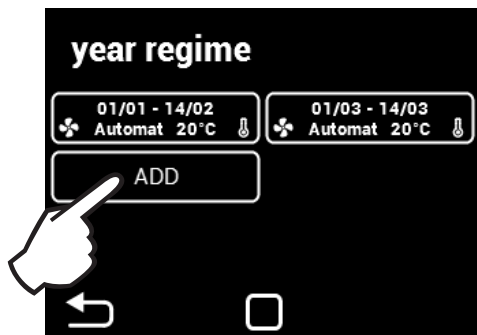 year regime
01/01 - 14/02
Automat 20°C
01/03 - 14/03
Automat 20°C
ADD